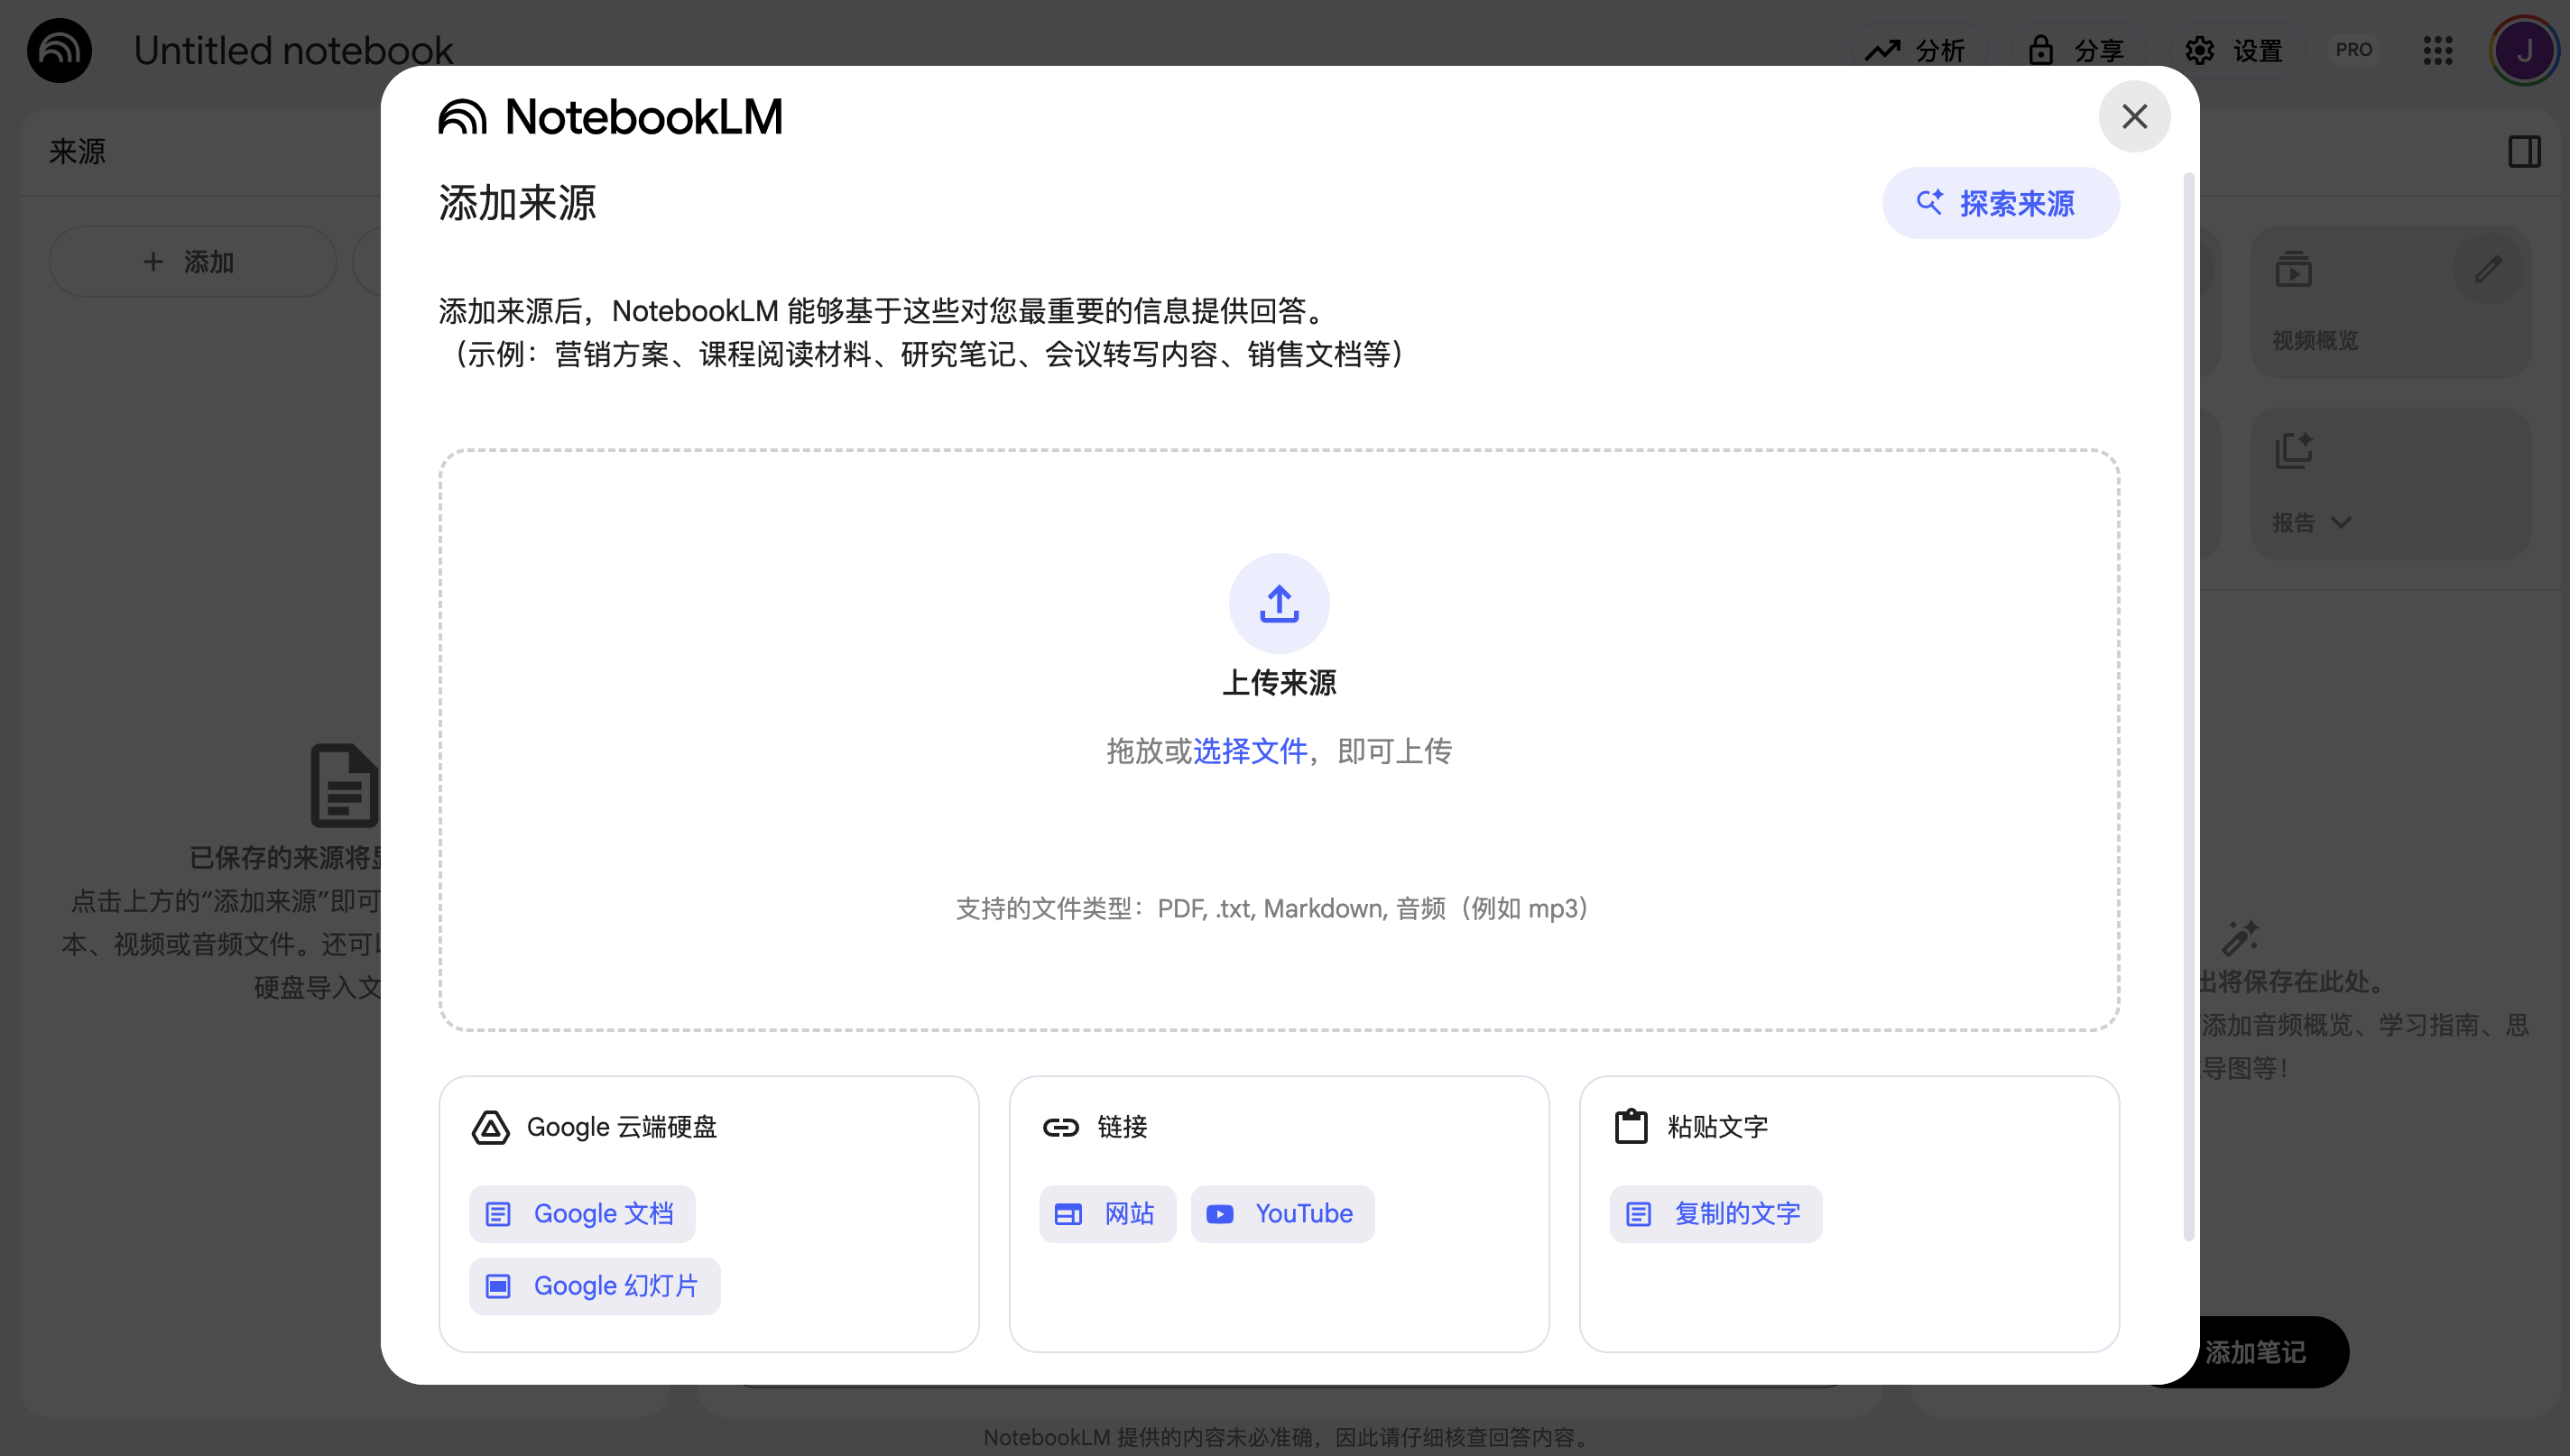 Untitled notebook
分析
分享
设置
PRO
J
来源
添加
已保存的来源将
点击上方的“添加来源”即可
本、视频或音频文件。还可
硬盘导入文
NotebookLM
添加来源
探索来源
添加来源后，NotebookLM 能够基于这些对您最重要的信息提供回答。
（示例：营销方案、课程阅读材料、研究笔记、会议转写内容、销售文档等）
上传来源
拖放或选择文件，即可上传
支持的文件类型：PDF, .txt, Markdown, 音频（例如 mp3）
Google 云端硬盘
Google 文档
Google 幻灯片
链接
网站
YouTube
粘贴文字
复制的文字
视频概览
报告
出将保存在此处。
添加音频概览、学习指南、思
导图等！
添加笔记
NotebookLM 提供的内容未必准确，因此请仔细核查回答内容。